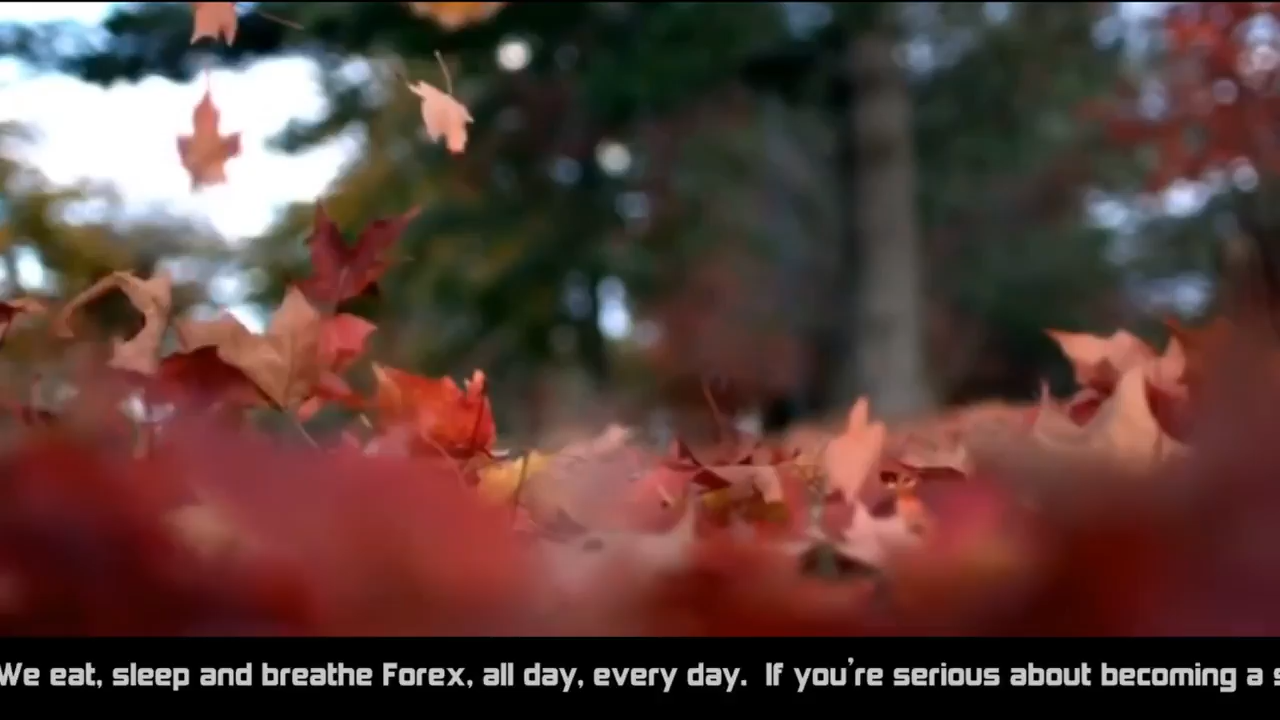 We eat, sleep and breathe Forex, all day, every day. If you're serious about becoming a